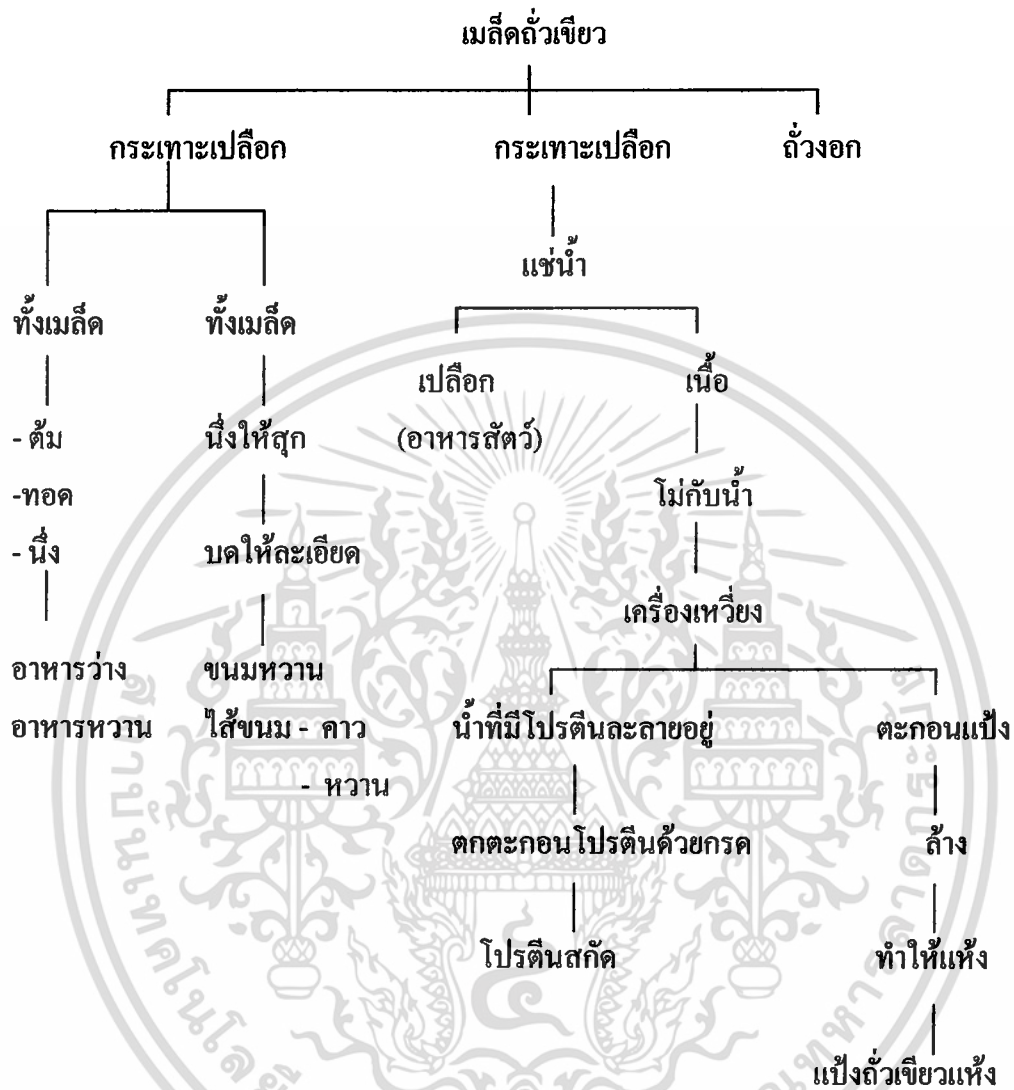 เมล็ดถั่วเขียว
กระเทาะเปลือก กระเทาะเปลือก ถั่วงอก
แช่น้ำ
ทั้งเมล็ด ทั้งเมล็ด
เปลือก เนื้อ
- ต้ม นึ่งให้สุก (อาหารสัตว์)
-ทอด โม่กับน้ำ
- นึ่ง บดให้ละเอียด
เครื่องเหวี่ยง
อาหารว่าง ขนมหวาน
อาหารหวาน ไส้ขนม - คาว น้ำที่มีโปรตีนละลายอยู่ ตะกอนแป้ง
- หวาน
ตกตะกอนโปรตีนด้วยกรด ล้าง
โปรตีนสกัด ทำให้แห้ง
แป้งถั่วเขียวแห้ง